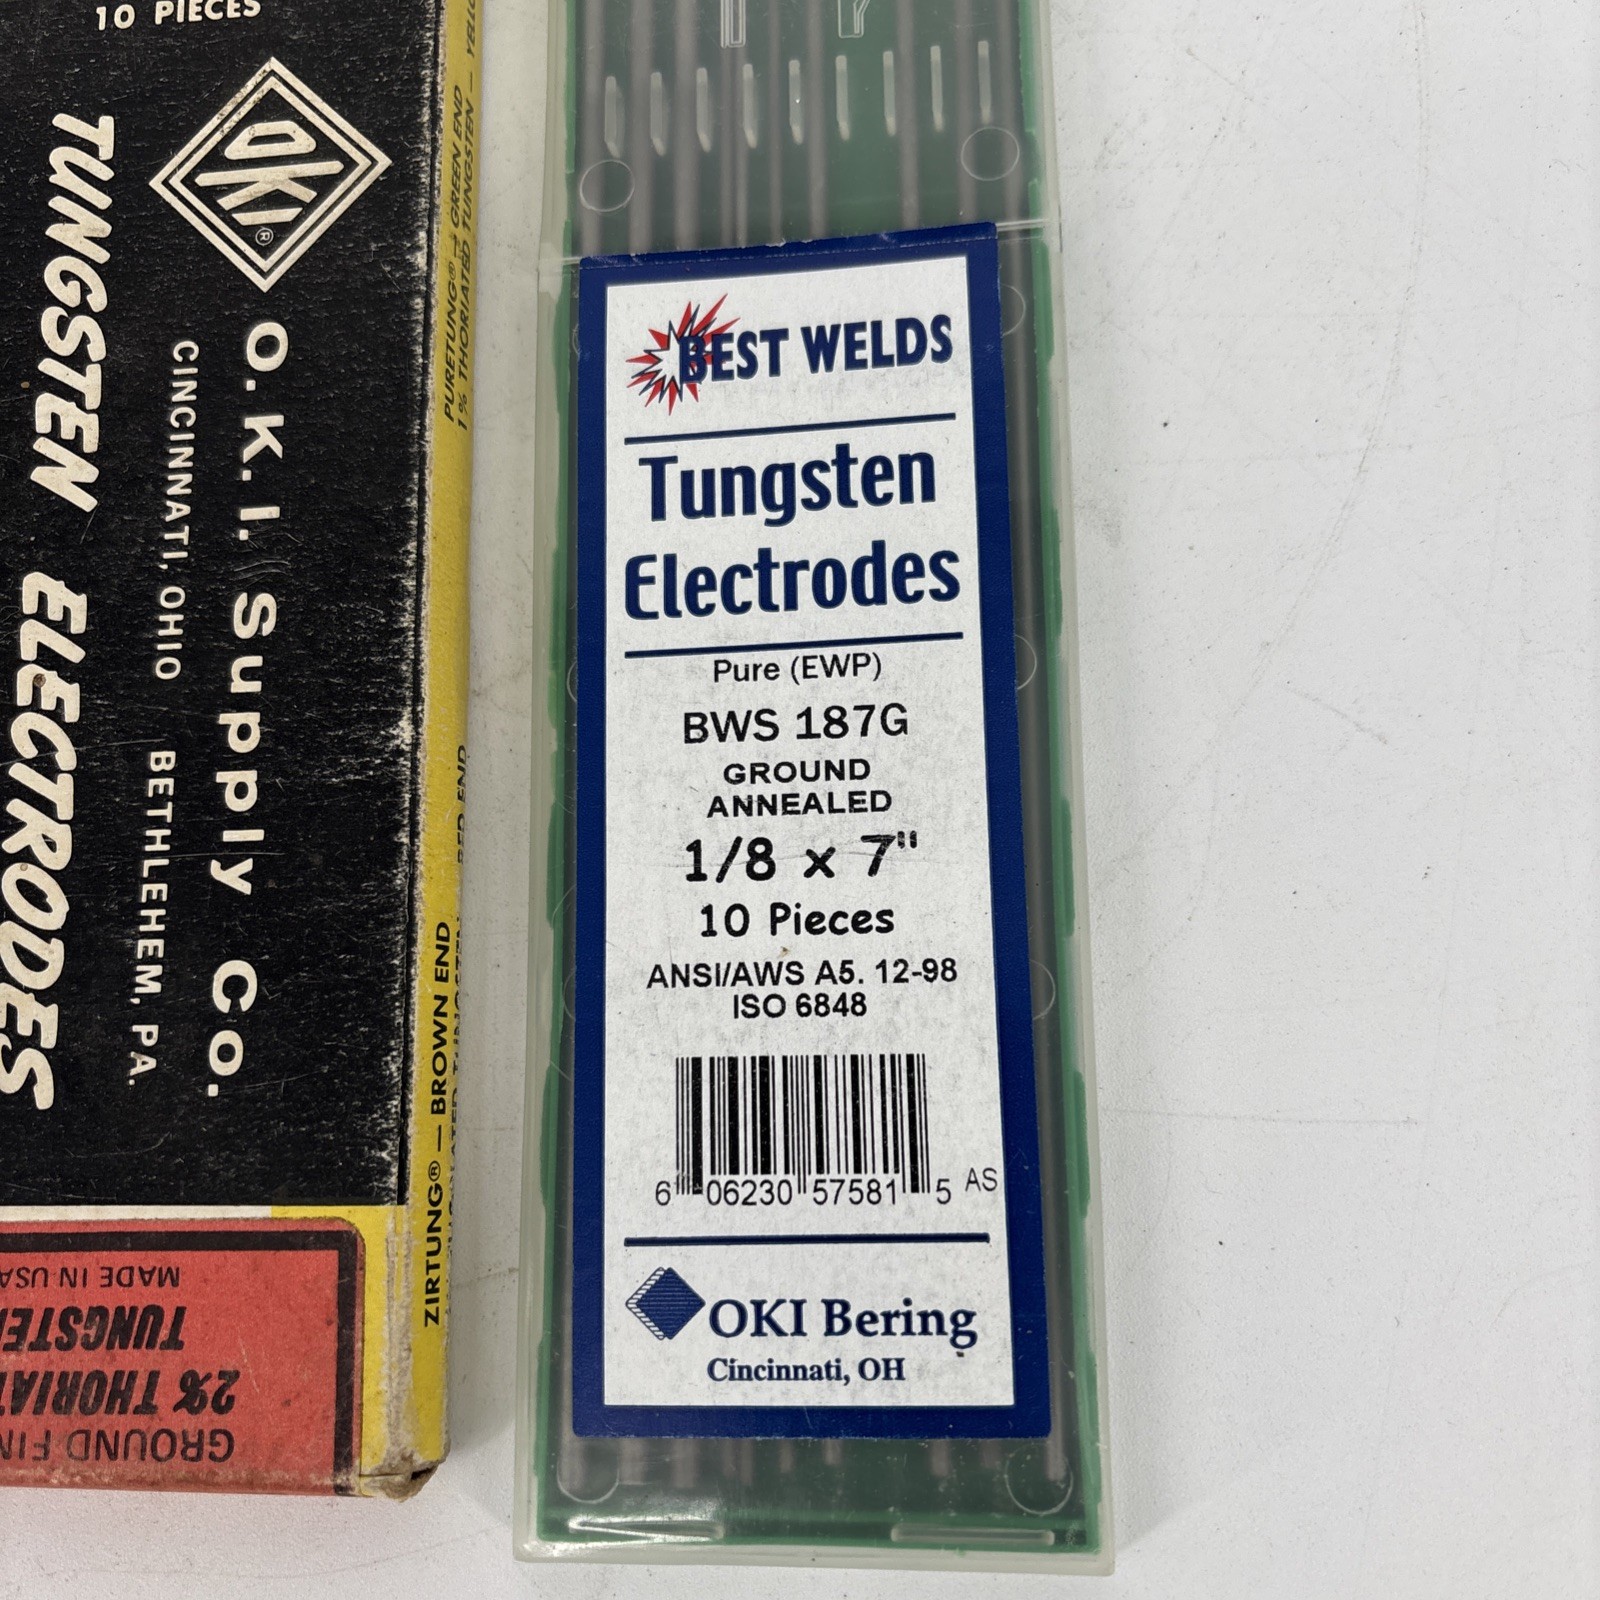 10 PIECES
OKI®
O.K.I. Supply Co.
CINCINNATI, OHIO BETHLEHEM, PA.
TUNGSTEN ELECTRODES
PURETUNG® — GREEN END
1% THORIATED TUNGSTEN —
ZIRTUNG® — BROWN END
RED END
MADE IN USA
TUNGSTEN
2% THORIAT
GROUND FIN
BEST WELDS
Tungsten
Electrodes
Pure (EWP)
BWS 187G
GROUND
ANNEALED
1/8 x 7"
10 Pieces
ANSI/AWS A5. 12-98
ISO 6848
6 06230 57581 5 AS
OKI Bering
Cincinnati, OH